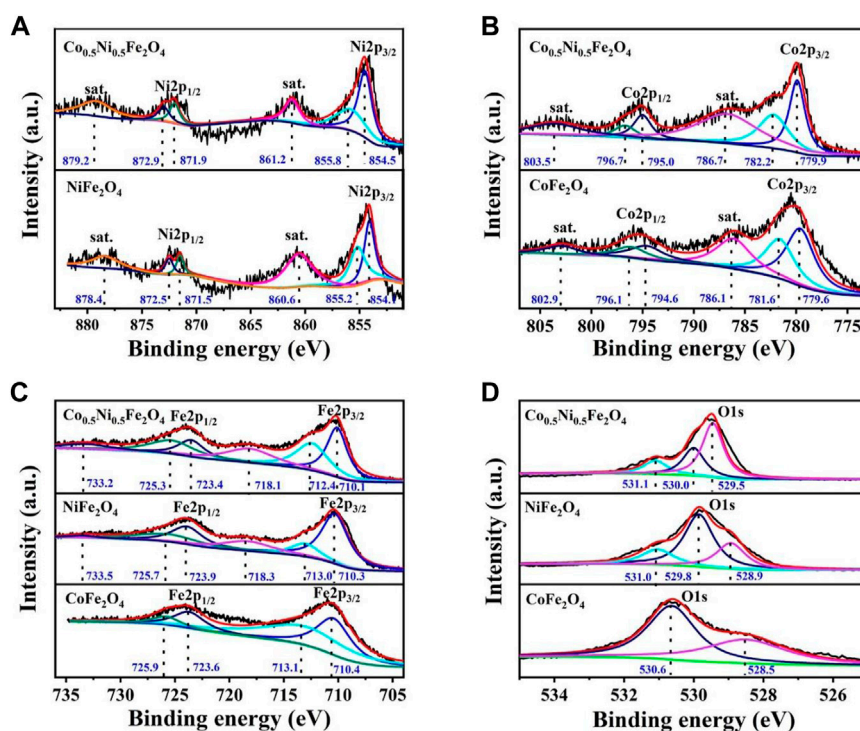 A
Co0.5Ni0.5Fe2O4
Ni2p3/2
sat.
Ni2p1/2
sat.
879.2
872.9
871.9
861.2
855.8
854.5
NiFe2O4
Ni2p3/2
sat.
Ni2p1/2
sat.
878.4
872.5
871.5
860.6
855.2
Intensity (a.u.)
880
875
870
865
860
855
Binding energy (eV)
B
Co0.5Ni0.5Fe2O4
Co2p3/2
sat.
Co2p1/2
sat.
803.5
796.7
795.0
786.7
782.2
779.9
CoFe2O4
Co2p3/2
sat.
Co2p1/2
sat.
802.9
796.1
794.6
786.1
781.6
779.6
Intensity (a.u.)
805
800
795
790
785
780
775
Binding energy (eV)
C
Co0.5Ni0.5Fe2O4
Fe2p1/2
Fe2p3/2
733.2
725.3
723.4
718.1
712.4
710.1
NiFe2O4
Fe2p1/2
Fe2p3/2
733.5
725.7
723.9
718.3
713.0
710.3
CoFe2O4
Fe2p1/2
Fe2p3/2
725.9
723.6
713.1
710.4
Intensity (a.u.)
735
730
725
720
715
710
705
Binding energy (eV)
D
Co0.5Ni0.5Fe2O4
O1s
531.1
530.0
529.5
NiFe2O4
O1s
531.0
529.8
528.9
CoFe2O4
O1s
530.6
528.5
Intensity (a.u.)
534
532
530
528
526
Binding energy (eV)